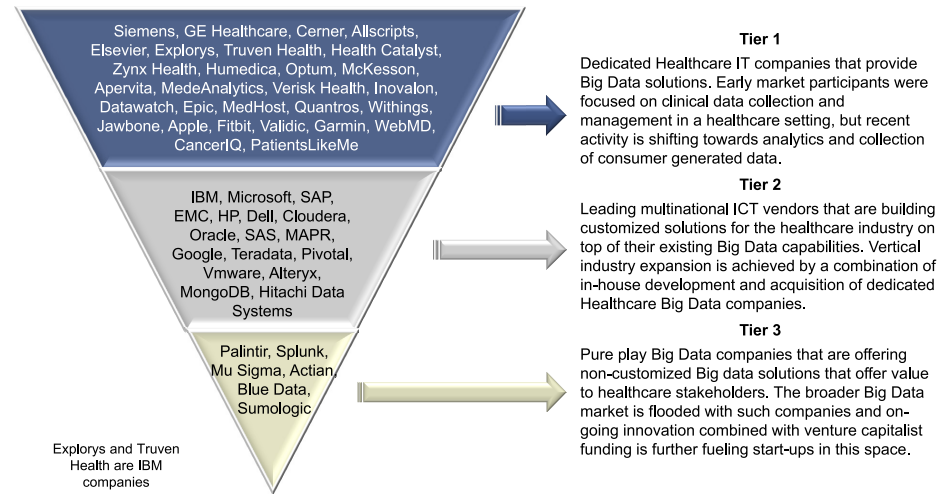 Siemens, GE Healthcare, Cerner, Allscripts,
Elsevier, Explorys, Truven Health, Health Catalyst,
Zynx Health, Humedica, Optum, McKesson,
Apervita, MedeAnalytics, Verisk Health, Inovalon,
Datawatch, Epic, MedHost, Quantros, Withings,
Jawbone, Apple, Fitbit, Validic, Garmin, WebMD,
CancerIQ, PatientsLikeMe
Tier 1
Dedicated Healthcare IT companies that provide
Big Data solutions. Early market participants were
focused on clinical data collection and
management in a healthcare setting, but recent
activity is shifting towards analytics and collection
of consumer generated data.
IBM, Microsoft, SAP,
EMC, HP, Dell, Cloudera,
Oracle, SAS, MAPR,
Google, Teradata, Pivotal,
Vmware, Alteryx,
MongoDB, Hitachi Data
Systems
Tier 2
Leading multinational ICT vendors that are building
customized solutions for the healthcare industry on
top of their existing Big Data capabilities. Vertical
industry expansion is achieved by a combination of
in-house development and acquisition of dedicated
Healthcare Big Data companies.
Palintir, Splunk,
Mu Sigma, Actian,
Blue Data,
Sumologic
Tier 3
Pure play Big Data companies that are offering
non-customized Big data solutions that offer value
to healthcare stakeholders. The broader Big Data
market is flooded with such companies and on-
going innovation combined with venture capitalist
funding is further fueling start-ups in this space.
Explorys and Truven
Health are IBM
companies